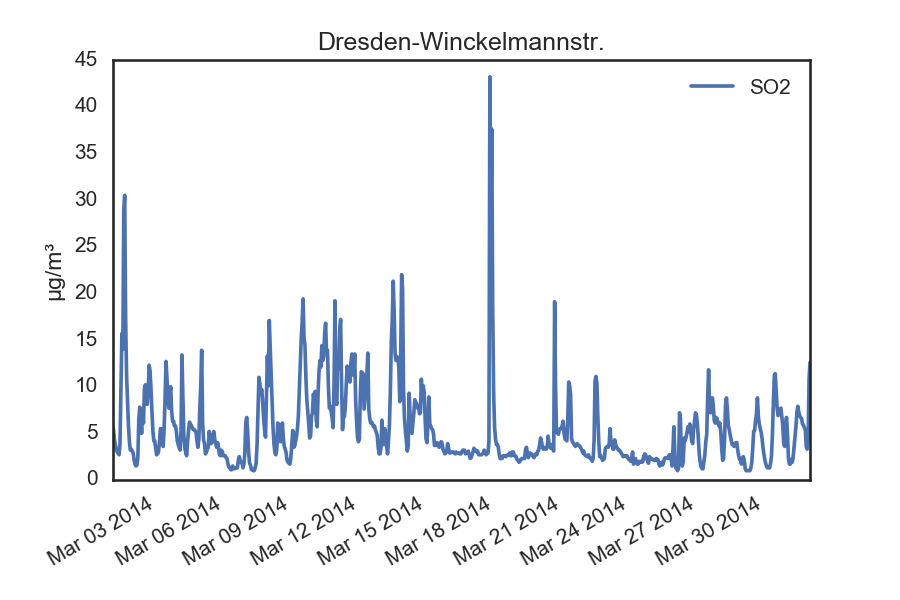 Dresden-Winckelmannstr.
45
40
35
30
25
20
15
10
5
0
µg/m³
SO2
Mar 03 2014
Mar 06 2014
Mar 09 2014
Mar 12 2014
Mar 15 2014
Mar 18 2014
Mar 21 2014
Mar 24 2014
Mar 27 2014
Mar 30 2014